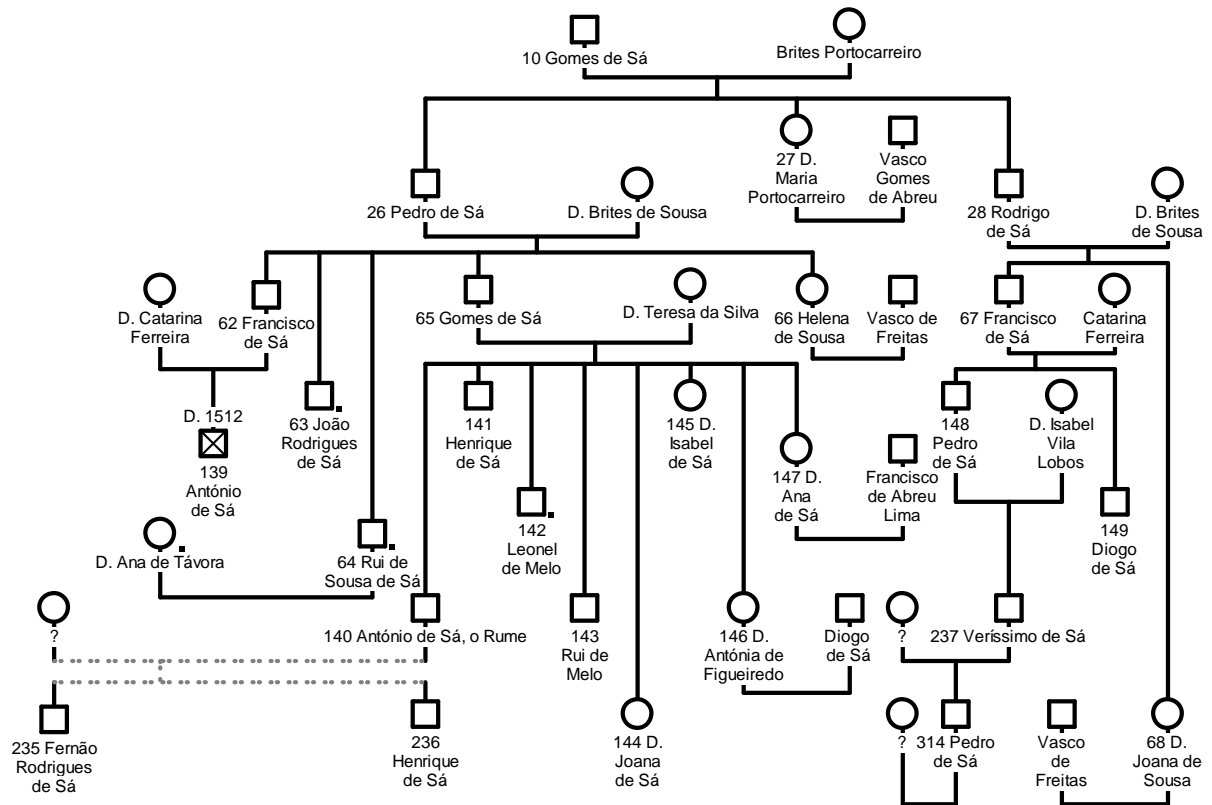 10 Gomes de Sá
Brites Portocarreiro
27 D.
Maria
Portocarreiro
Vasco
Gomes
de Abreu
26 Pedro de Sá
D. Brites de Sousa
28 Rodrigo
de Sá
D. Brites
de Sousa
D. Catarina
Ferreira
62 Francisco
de Sá
65 Gomes de Sá
D. Teresa da Silva
66 Helena
de Sousa
Vasco de
Freitas
67 Francisco
de Sá
Catarina
Ferreira
D. 1512
139
António
de Sá
63 João
Rodrigues
de Sá
141
Henrique
de Sá
145 D.
Isabel
de Sá
148
Pedro
de Sá
D. Isabel
Vila
Lobos
147 D.
Ana
de Sá
Francisco
de Abreu
Lima
142
Leonel
de Melo
149
Diogo
de Sá
D. Ana de Távora
64 Rui de
Sousa de Sá
?
140 António de Sá, o Rume
143
Rui de
Melo
146 D.
Antónia de
Figueiredo
Diogo
de Sá
?
237 Veríssimo de Sá
235 Fernão
Rodrigues
de Sá
236
Henrique
de Sá
144 D.
Joana
de Sá
?
314 Pedro
de Sá
Vasco
de
Freitas
68 D.
Joana de
Sousa